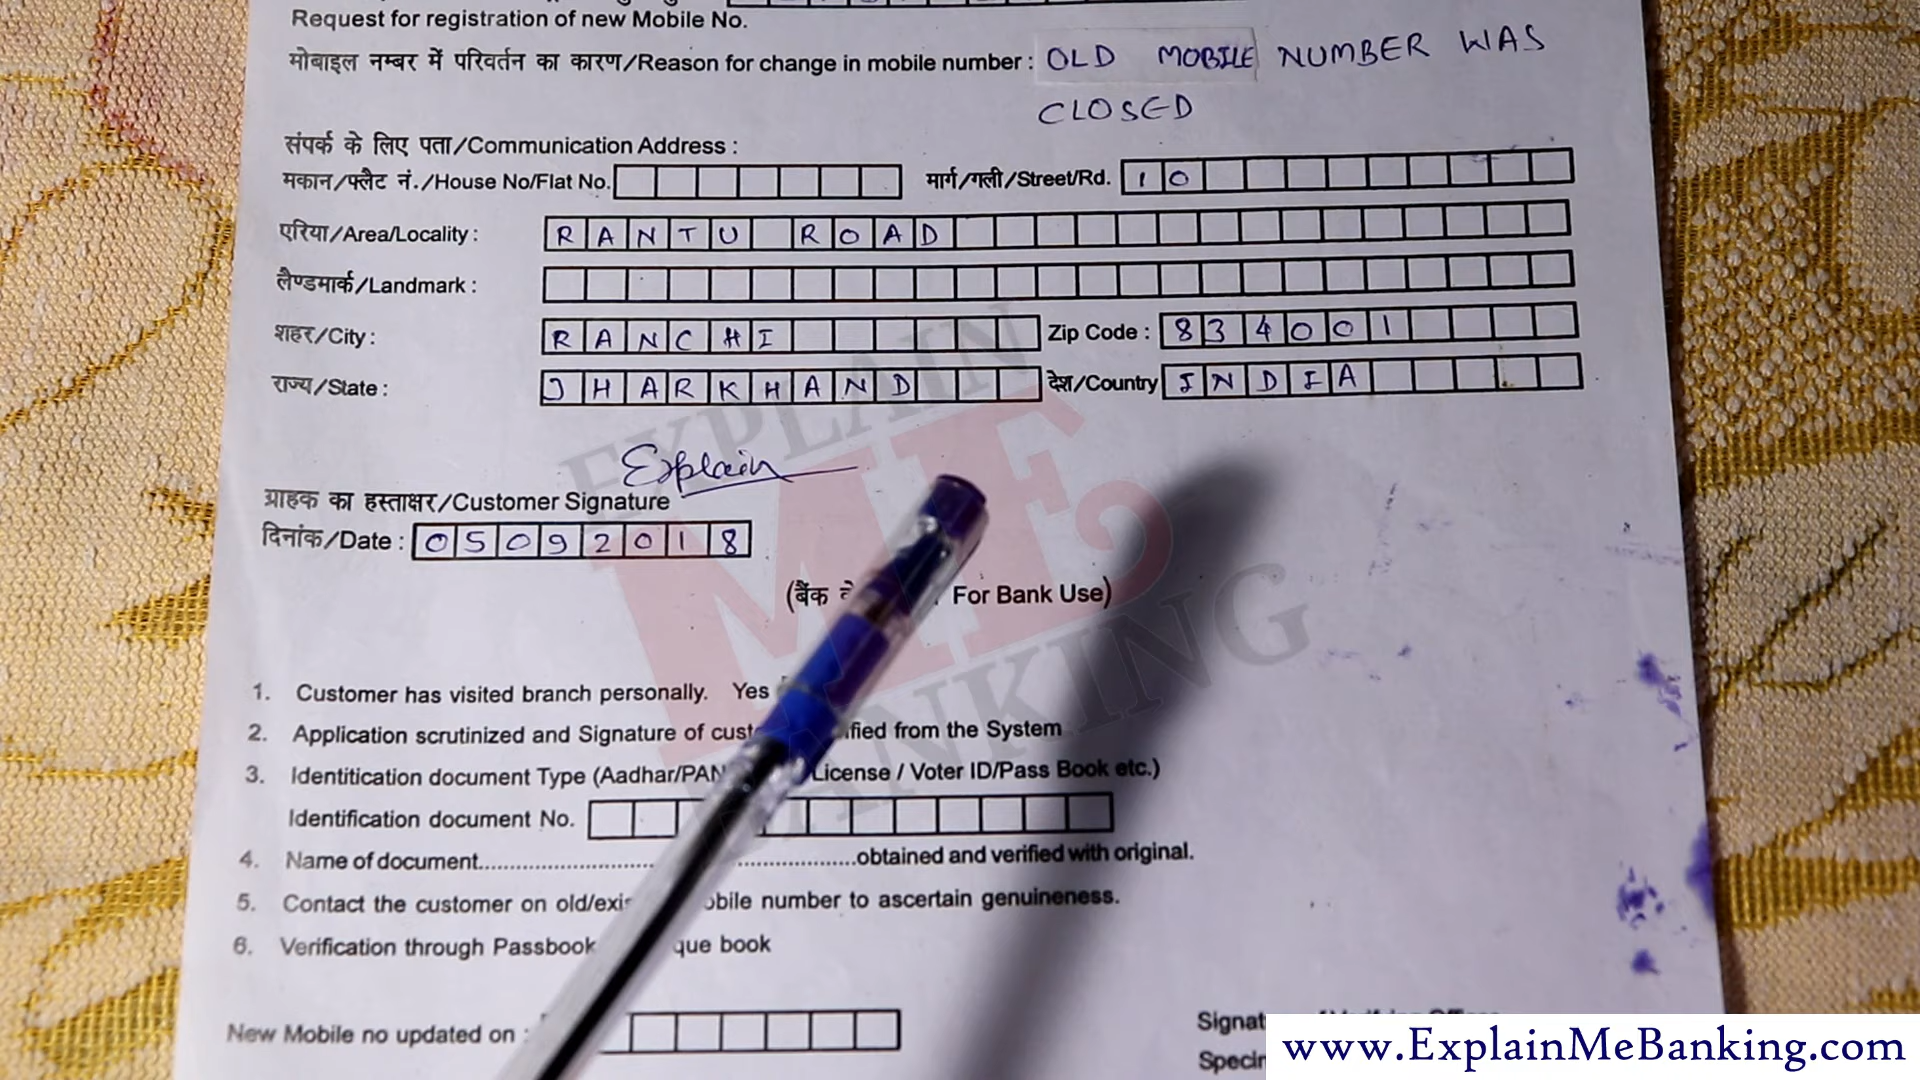 Request for registration of new Mobile No.
मोबाइल नम्बर में परिवर्तन का कारण/Reason for change in mobile number : OLD MOBILE NUMBER WAS
CLOSED
संपर्क के लिए पता/Communication Address :
मकान/फ्लैट नं./House No/Flat No. मार्ग/गली/Street/Rd. 10
एरिया/Area/Locality : RANTU ROAD
लैण्डमार्क/Landmark :
शहर/City : RANCHI Zip Code : 834001
राज्य/State : JHARKHAND देश/Country INDIA
Explain
ग्राहक का हस्ताक्षर/Customer Signature
दिनांक/Date : 05092018
(बैंक For Bank Use)
1. Customer has visited branch personally. Yes
2. Application scrutinized and Signature of from the System
3. Identitication document Type (Aadhar/PAN License / Voter ID/Pass Book etc.)
Identification document No.
4. Name of document....................................................obtained and verified with original.
5. Contact the customer on mobile number to ascertain genuineness.
6. Verification through Passbook book
New Mobile no updated on :
EXPLAIN
ME
BANKING
www.ExplainMeBanking.com